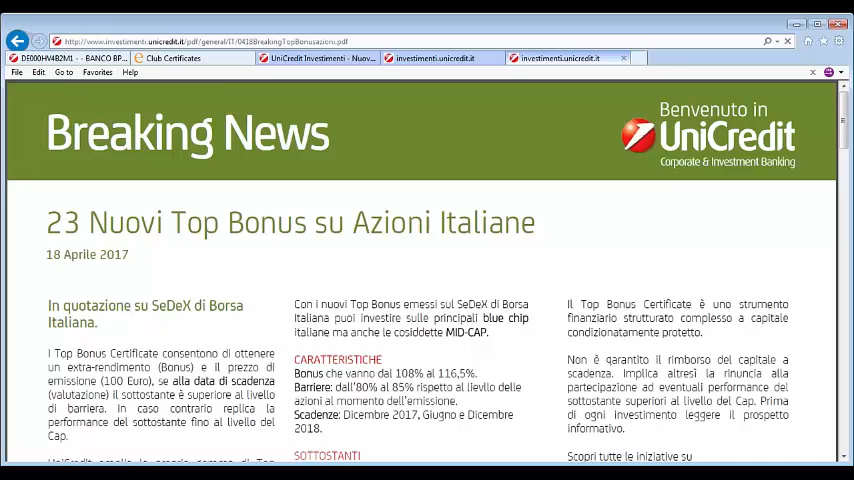 http://www.investimenti.unicredit.it/pdf/general/IT/0418BreakingTopBonusazioni.pdf
DE000HV4B2M1 - - BANCO BP...
Club Certificates
UniCredit Investimenti - Nuov...
investimenti.unicredit.it
investimenti.unicredit.it
File Edit Go to Favorites Help
Breaking News
Benvenuto in
UniCredit
Corporate & Investment Banking
23 Nuovi Top Bonus su Azioni Italiane
18 Aprile 2017
In quotazione su SeDeX di Borsa
Italiana.
I Top Bonus Certificate consentono di ottenere
un extra-rendimento (Bonus) e il prezzo di
emissione (100 Euro), se alla data di scadenza
(valutazione) il sottostante è superiore al livello
di barriera. In caso contrario replica la
performance del sottostante fino al livello del
Cap.
Con i nuovi Top Bonus emessi sul SeDeX di Borsa
Italiana puoi investire sulle principali blue chip
italiane ma anche le cosiddette MID-CAP.
CARATTERISTICHE
Bonus che vanno dal 108% al 116,5%.
Barriere: dall'80% al 85% rispetto al lievllo delle
azioni al momento dell'emissione.
Scadenze: Dicembre 2017, Giugno e Dicembre
2018.
SOTTOSTANTI
Il Top Bonus Certificate è uno strumento
finanziario strutturato complesso a capitale
condizionatamente protetto.
Non è garantito il rimborso del capitale a
scadenza. Implica altresì la rinuncia alla
partecipazione ad eventuali performance del
sottostante superiori al livello del Cap. Prima
di ogni investimento leggere il prospetto
informativo.
Scopri tutte le iniziative su